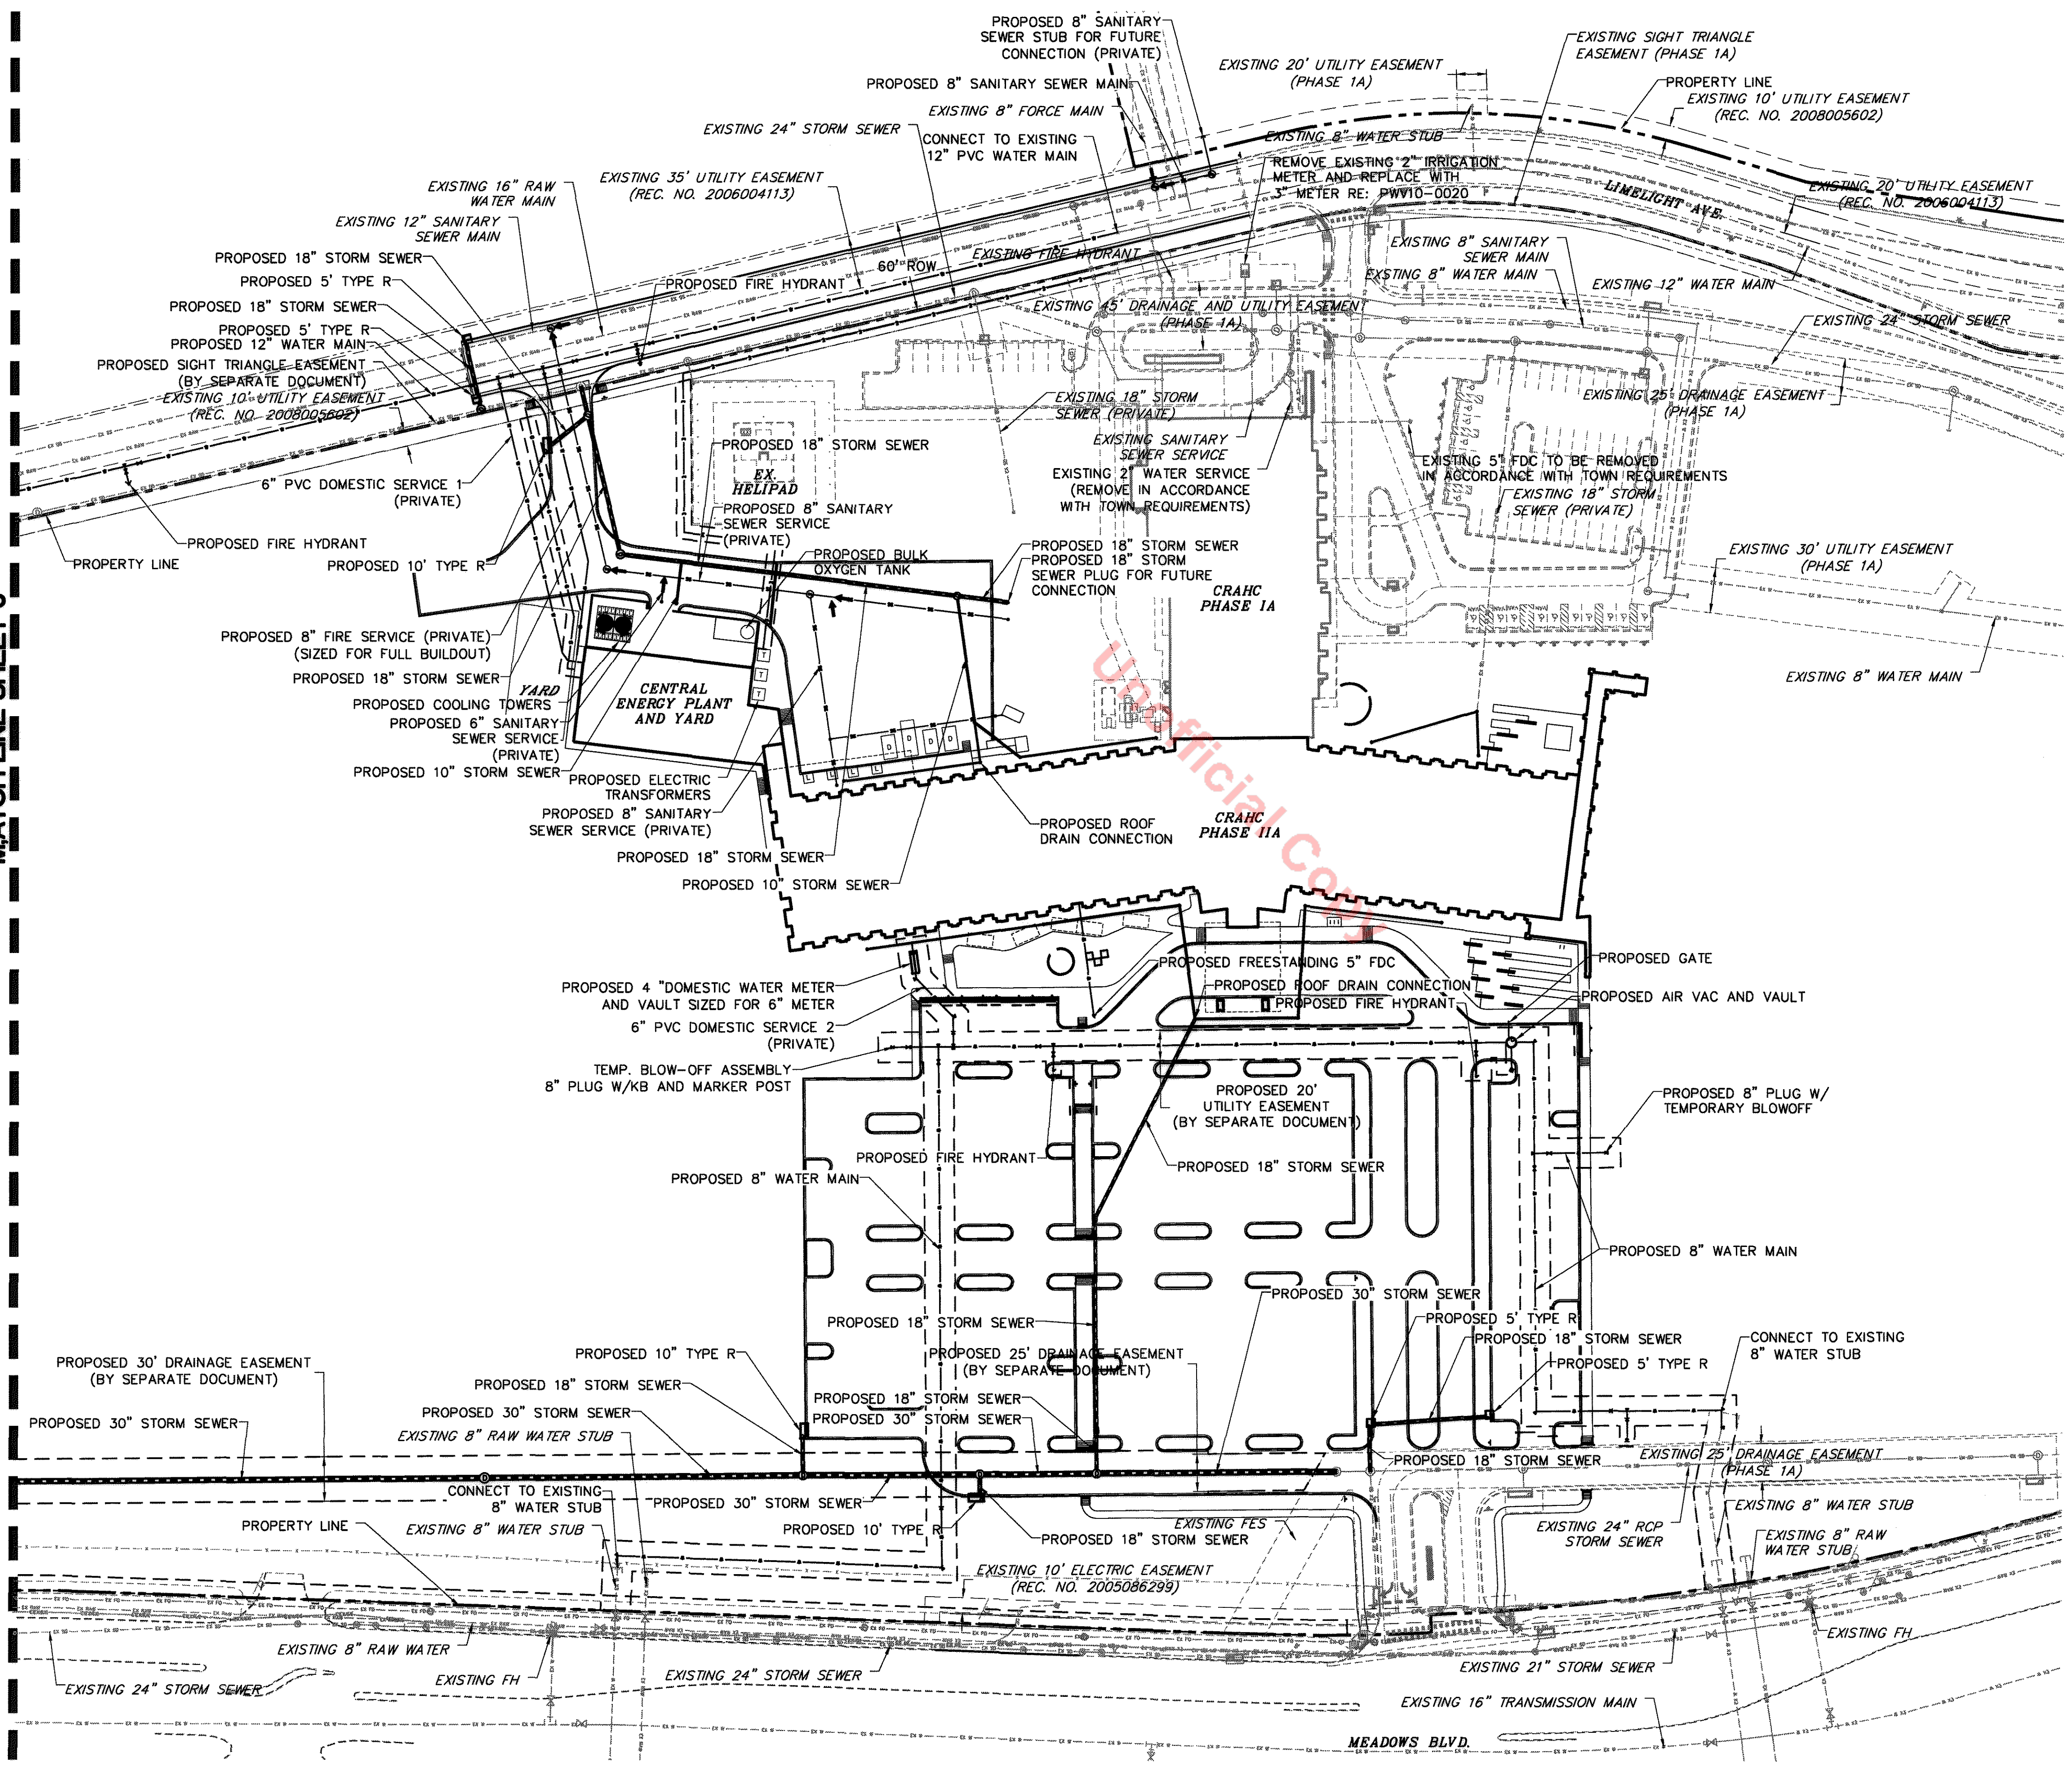 PROPOSED 8" SANITARY
SEWER STUB FOR FUTURE
CONNECTION (PRIVATE)
PROPOSED 8" SANITARY SEWER MAIN
EXISTING 8" FORCE MAIN
EXISTING 24" STORM SEWER
CONNECT TO EXISTING
12" PVC WATER MAIN
EXISTING 20' UTILITY EASEMENT
(PHASE 1A)
EXISTING SIGHT TRIANGLE
EASEMENT (PHASE 1A)
PROPERTY LINE
EXISTING 10' UTILITY EASEMENT
(REC. NO. 2008005602)
EXISTING 8" WATER STUB
REMOVE EXISTING 2" IRRIGATION
METER AND REPLACE WITH
3" METER RE: PWV10-0020
LIMELIGHT AVE.
EXISTING 20' UTILITY EASEMENT
(REC. NO. 2006004113)
EXISTING 35' UTILITY EASEMENT
(REC. NO. 2006004113)
EXISTING 16" RAW
WATER MAIN
EXISTING 12" SANITARY
SEWER MAIN
PROPOSED 18" STORM SEWER
PROPOSED 5' TYPE R
PROPOSED 18" STORM SEWER
PROPOSED 5' TYPE R
PROPOSED 12" WATER MAIN
PROPOSED SIGHT TRIANGLE EASEMENT
(BY SEPARATE DOCUMENT)
EXISTING 10' UTILITY EASEMENT
(REC. NO. 2008005602)
60' ROW
EXISTING FIRE HYDRANT
PROPOSED FIRE HYDRANT
EXISTING 45' DRAINAGE AND UTILITY EASEMENT
(PHASE 1A)
EXISTING 8" SANITARY
SEWER MAIN
EXISTING 8" WATER MAIN
EXISTING 12" WATER MAIN
EXISTING 24" STORM SEWER
EXISTING 25' DRAINAGE EASEMENT
(PHASE 1A)
EXISTING 18" STORM
SEWER (PRIVATE)
EXISTING SANITARY
SEWER SERVICE
EXISTING 2" WATER SERVICE
(REMOVE IN ACCORDANCE
WITH TOWN REQUIREMENTS)
EXISTING 5" FDC TO BE REMOVED
IN ACCORDANCE WITH TOWN REQUIREMENTS
EXISTING 18" STORM
SEWER (PRIVATE)
EXISTING 30' UTILITY EASEMENT
(PHASE 1A)
EXISTING 8" WATER MAIN
PROPOSED 18" STORM SEWER
EX.
HELIPAD
PROPOSED 8" SANITARY
SEWER SERVICE
(PRIVATE)
PROPOSED BULK
OXYGEN TANK
6" PVC DOMESTIC SERVICE 1
(PRIVATE)
PROPOSED FIRE HYDRANT
PROPERTY LINE
PROPOSED 10' TYPE R
PROPOSED 18" STORM SEWER
PROPOSED 18" STORM
SEWER PLUG FOR FUTURE
CONNECTION
CRAHC
PHASE IA
PROPOSED 8" FIRE SERVICE (PRIVATE)
(SIZED FOR FULL BUILDOUT)
PROPOSED 18" STORM SEWER
YARD
PROPOSED COOLING TOWERS
CENTRAL
ENERGY PLANT
AND YARD
PROPOSED 6" SANITARY
SEWER SERVICE
(PRIVATE)
PROPOSED 10" STORM SEWER
PROPOSED ELECTRIC
TRANSFORMERS
PROPOSED 8" SANITARY
SEWER SERVICE (PRIVATE)
PROPOSED 18" STORM SEWER
PROPOSED 10" STORM SEWER
PROPOSED ROOF
DRAIN CONNECTION
CRAHC
PHASE IIA
Unofficial Copy
PROPOSED 4 "DOMESTIC WATER METER
AND VAULT SIZED FOR 6" METER
6" PVC DOMESTIC SERVICE 2
(PRIVATE)
TEMP. BLOW-OFF ASSEMBLY
8" PLUG W/KB AND MARKER POST
PROPOSED FREESTANDING 5" FDC
PROPOSED ROOF DRAIN CONNECTION
PROPOSED FIRE HYDRANT
PROPOSED GATE
PROPOSED AIR VAC AND VAULT
PROPOSED 20'
UTILITY EASEMENT
(BY SEPARATE DOCUMENT)
PROPOSED 8" PLUG W/
TEMPORARY BLOWOFF
PROPOSED FIRE HYDRANT
PROPOSED 18" STORM SEWER
PROPOSED 8" WATER MAIN
PROPOSED 8" WATER MAIN
PROPOSED 30" STORM SEWER
PROPOSED 18" STORM SEWER
PROPOSED 5' TYPE R
PROPOSED 18" STORM SEWER
PROPOSED 5' TYPE R
CONNECT TO EXISTING
8" WATER STUB
PROPOSED 25' DRAINAGE EASEMENT
(BY SEPARATE DOCUMENT)
PROPOSED 30' DRAINAGE EASEMENT
(BY SEPARATE DOCUMENT)
PROPOSED 10" TYPE R
PROPOSED 18" STORM SEWER
PROPOSED 18" STORM SEWER
PROPOSED 30" STORM SEWER
PROPOSED 30" STORM SEWER
PROPOSED 30" STORM SEWER
EXISTING 8" RAW WATER STUB
PROPOSED 18" STORM SEWER
EXISTING 25' DRAINAGE EASEMENT
(PHASE 1A)
CONNECT TO EXISTING
8" WATER STUB
PROPOSED 30" STORM SEWER
EXISTING 8" WATER STUB
PROPERTY LINE
EXISTING 8" WATER STUB
PROPOSED 10' TYPE R
PROPOSED 18" STORM SEWER
EXISTING FES
EXISTING 24" RCP
STORM SEWER
EXISTING 8" RAW
WATER STUB
EXISTING 10' ELECTRIC EASEMENT
(REC. NO. 2005086299)
EXISTING 8" RAW WATER
EXISTING FH
EXISTING 24" STORM SEWER
EXISTING 24" STORM SEWER
EXISTING FH
EXISTING 21" STORM SEWER
EXISTING 16" TRANSMISSION MAIN
MEADOWS BLVD.